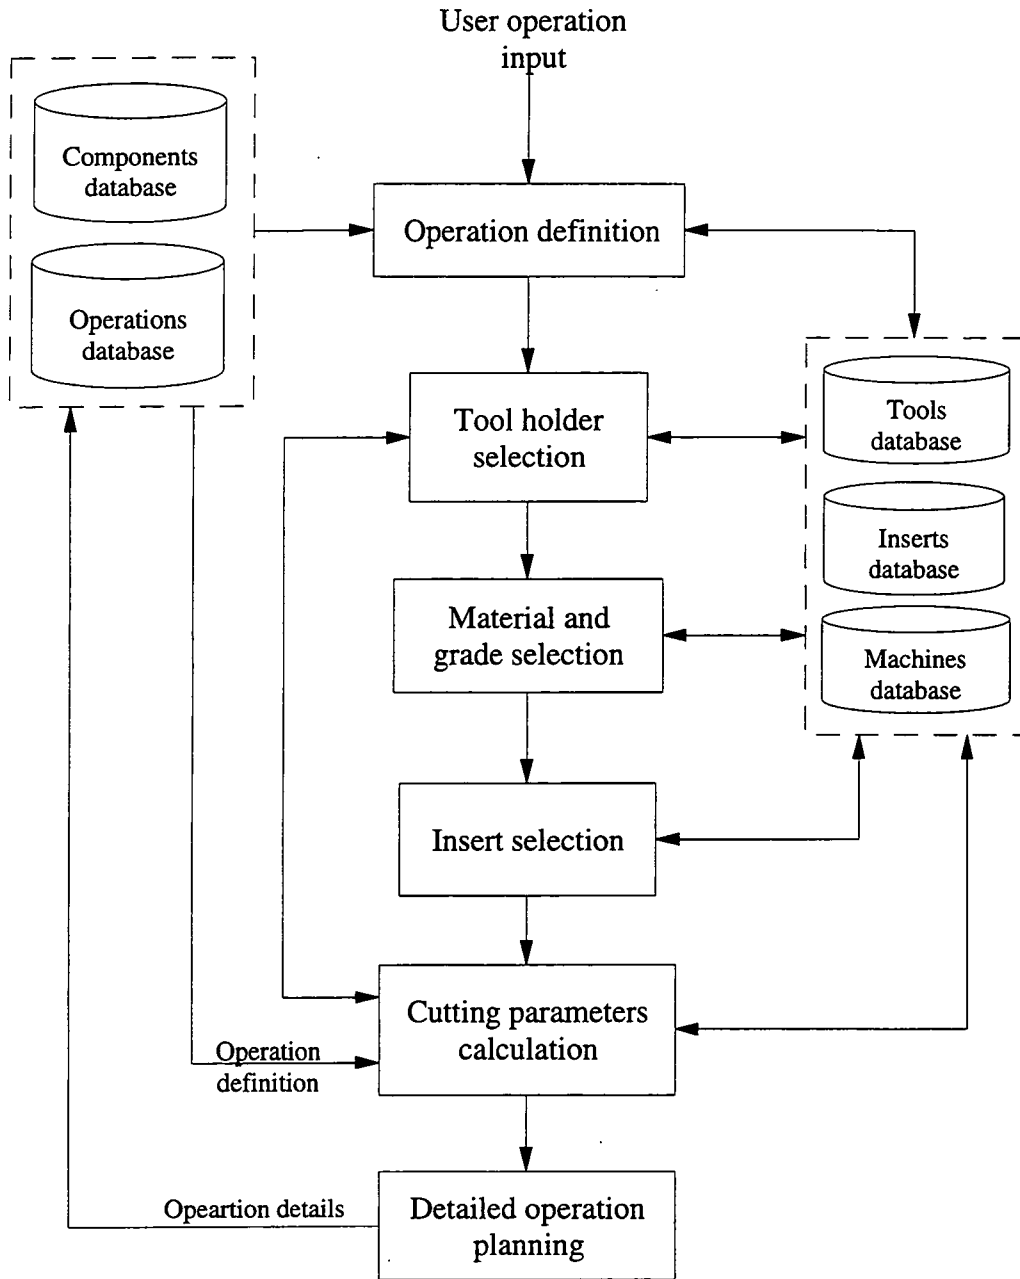 User operation
input
Components
database
Operation definition
Operations
database
Tool holder
selection
Tools
database
Inserts
database
Material and
grade selection
Machines
database
Insert selection
Cutting parameters
calculation
Operation
definition
Opeartion details
Detailed operation
planning